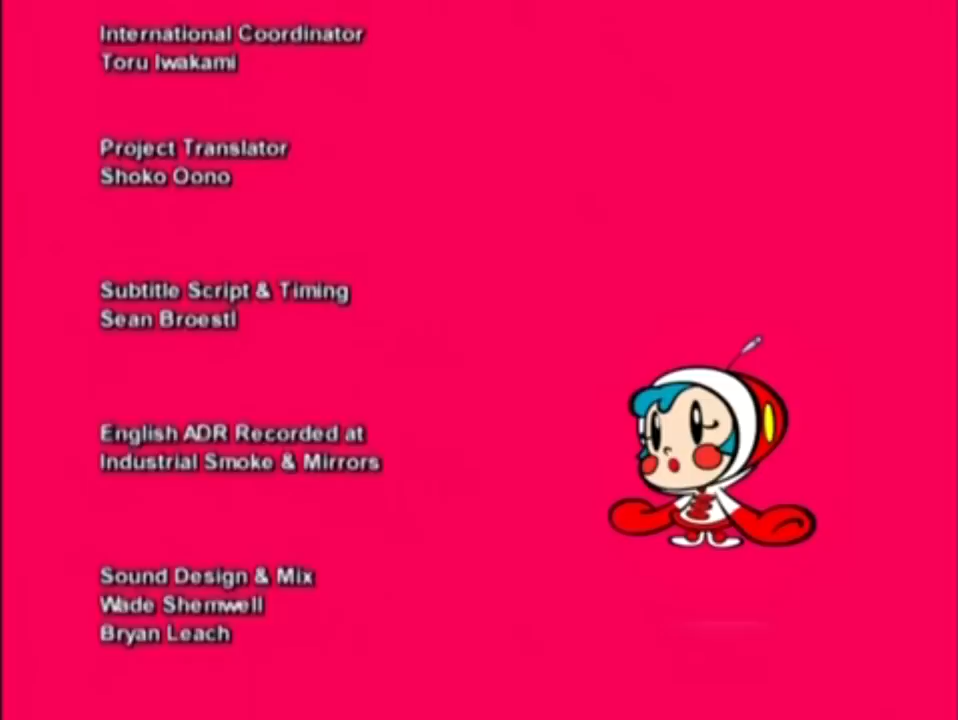 International Coordinator
Toru Iwakami
Project Translator
Shoko Oono
Subtitle Script & Timing
Sean Broestl
English ADR Recorded at
Industrial Smoke & Mirrors
Sound Design & Mix
Wade Shemwell
Bryan Leach